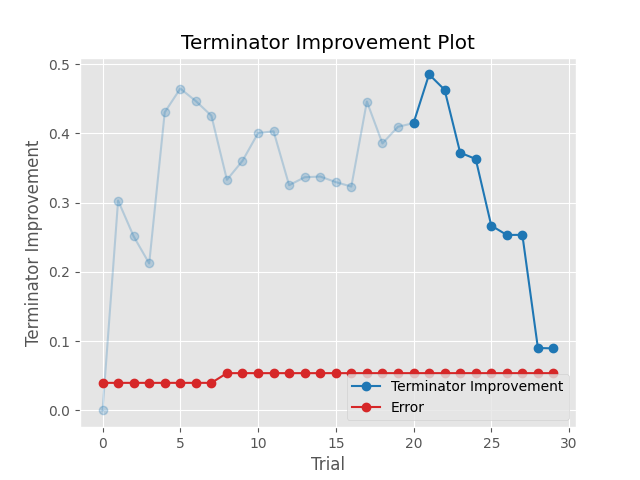 Terminator Improvement Plot
Terminator Improvement
0.5
0.4
0.3
0.2
0.1
0.0
0 5 10 15 20 25 30
Trial
Terminator Improvement
Error